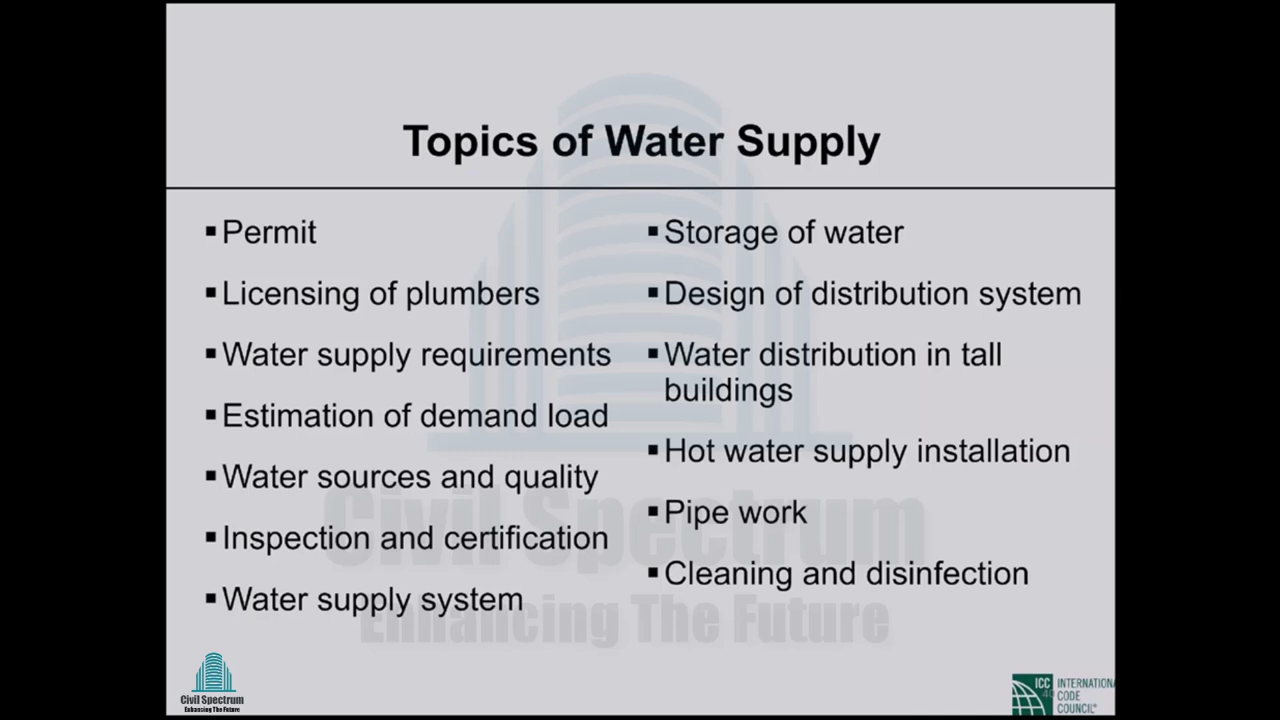 Topics of Water Supply
▪Permit
▪Licensing of plumbers
▪Water supply requirements
▪Estimation of demand load
▪Water sources and quality
▪Inspection and certification
▪Water supply system
▪Storage of water
▪Design of distribution system
▪Water distribution in tall
buildings
▪Hot water supply installation
▪Pipe work
▪Cleaning and disinfection
Civil Spectrum
Enhancing The Future
Civil Spectrum
Enhancing The Future
ICC
INTERNATIONA
CODE
COUNCIL®